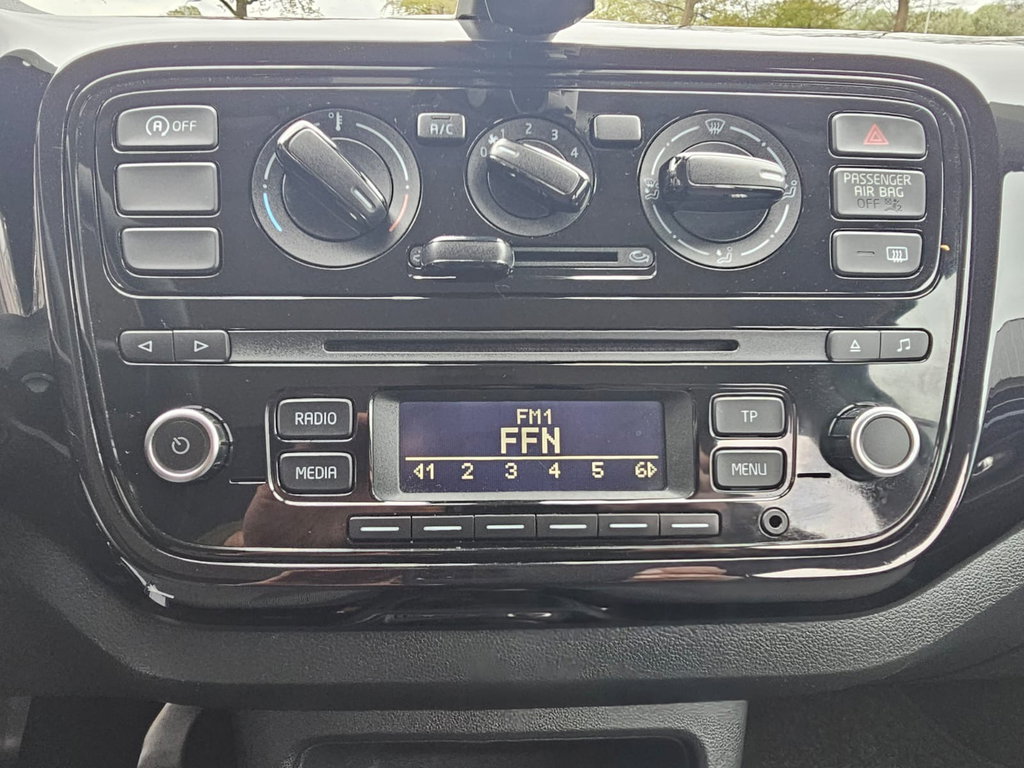 (A) OFF
A/C
0 1 2 3 4
PASSENGER
AIR BAG
OFF
RADIO
MEDIA
FM1
FFN
1 2 3 4 5 6
TP
MENU